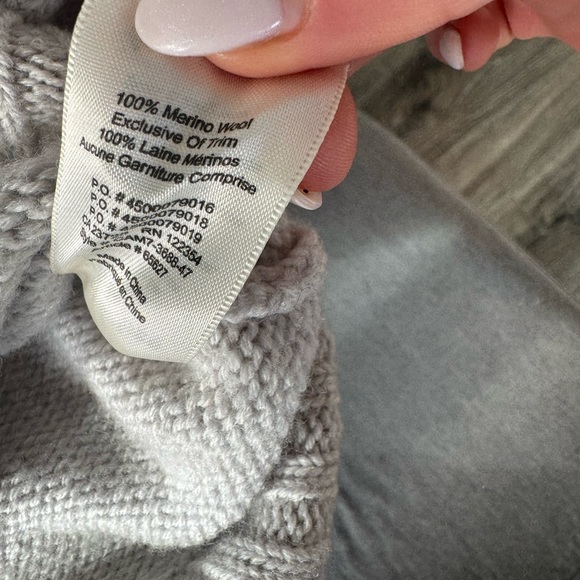 100% Merino Wool
Exclusive Of Trim
100% Laine Mérinos
Aucune Garniture Comprise
P.O. # 4500079016
P.O. # 4500079018
P.O. # 4500079019
RN 122354
# 65827
Made in China
en Chine